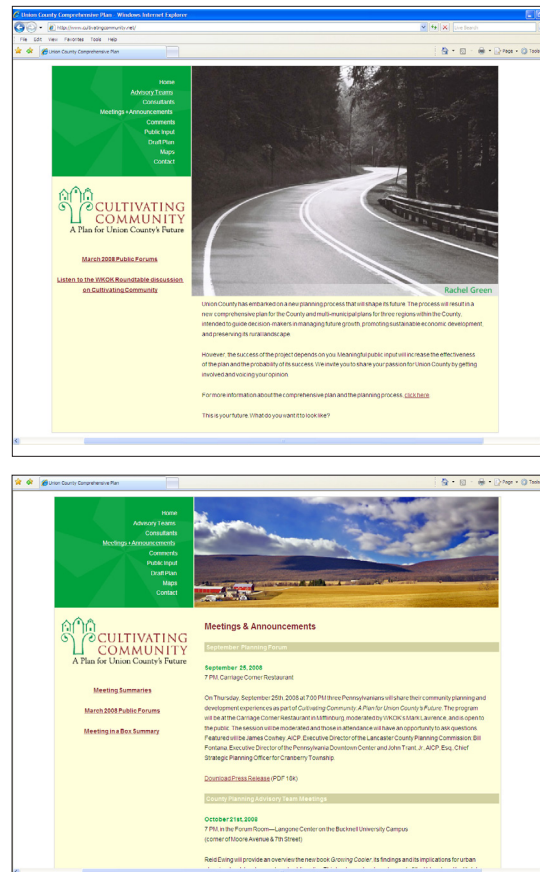 Union County Comprehensive Plan - Windows Internet Explorer
http://www.cultivatingcommunity.net/
Live Search
File Edit View Favorites Tools Help
Union County Comprehensive Plan
Page Tools
Home
Advisory Teams
Consultants
Meetings + Announcements
Comments
Public Input
Draft Plan
Maps
Contact
CULTIVATING
COMMUNITY
A Plan for Union County's Future
March 2008 Public Forums
Listen to the WKOK Roundtable discussion
on Cultivating Community
Rachel Green
Union County has embarked on a new planning process that will shape its future. The process will result in a
new comprehensive plan for the County and multi-municipal plans for three regions within the County,
intended to guide decision-makers in managing future growth, promoting sustainable economic development,
and preserving its rural landscape.
However, the success of the project depends on you. Meaningful public input will increase the effectiveness
of the plan and the probability of its success. We invite you to share your passion for Union County by getting
involved and voicing your opinion.
For more information about the comprehensive plan and the planning process, click here.
This is your future. What do you want it to look like?
Union County Comprehensive Plan
Page Tools
Home
Advisory Teams
Consultants
Meetings + Announcements
Comments
Public Input
Draft Plan
Maps
Contact
CULTIVATING
COMMUNITY
A Plan for Union County's Future
Meeting Summaries
March 2008 Public Forums
Meeting in a Box Summary
Meetings & Announcements
September Planning Forum
September 25, 2008
7 PM, Carriage Corner Restaurant
On Thursday, September 25th, 2008 at 7:00 PM three Pennsylvanians will share their community planning and
development experiences as part of Cultivating Community, A Plan for Union County's Future. The program
will be at the Carriage Corner Restaurant in Mifflinburg, moderated by WKOK's Mark Lawrence, and is open to
the public. The session will be moderated and those in attendance will have an opportunity to ask questions.
Featured will be James Cowhey, AICP, Executive Director of the Lancaster County Planning Commission; Bill
Fontana, Executive Director of the Pennsylvania Downtown Center and John Trant, Jr., AICP, Esq., Chief
Strategic Planning Officer for Cranberry Township.
Download Press Release (PDF 16k)
County Planning Advisory Team Meetings
October 21st, 2008
7 PM, in the Forum Room—Langone Center on the Bucknell University Campus
(corner of Moore Avenue & 7th Street)
Reid Ewing will provide an overview the new book Growing Cooler, its findings and its implications for urban